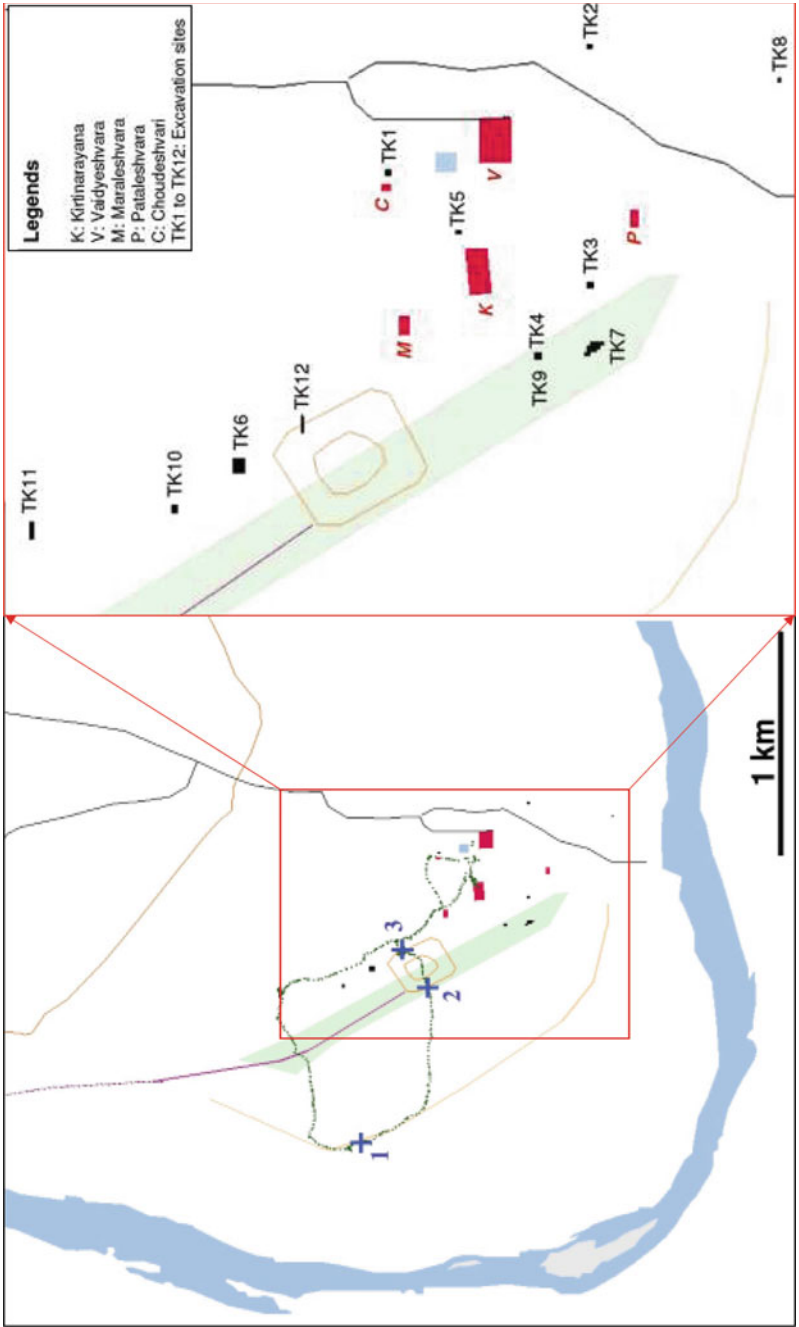 Legends
K: Kirtinarayana
V: Vaidyeshvara
M: Maraleshvara
P: Pataleshvara
C: Choudeshvari
TK1 to TK12: Excavation sites
TK11
TK10
TK6
TK12
M
C
TK1
TK5
K
V
TK9
TK4
TK3
TK7
P
TK2
TK8
1
2
3
1 km